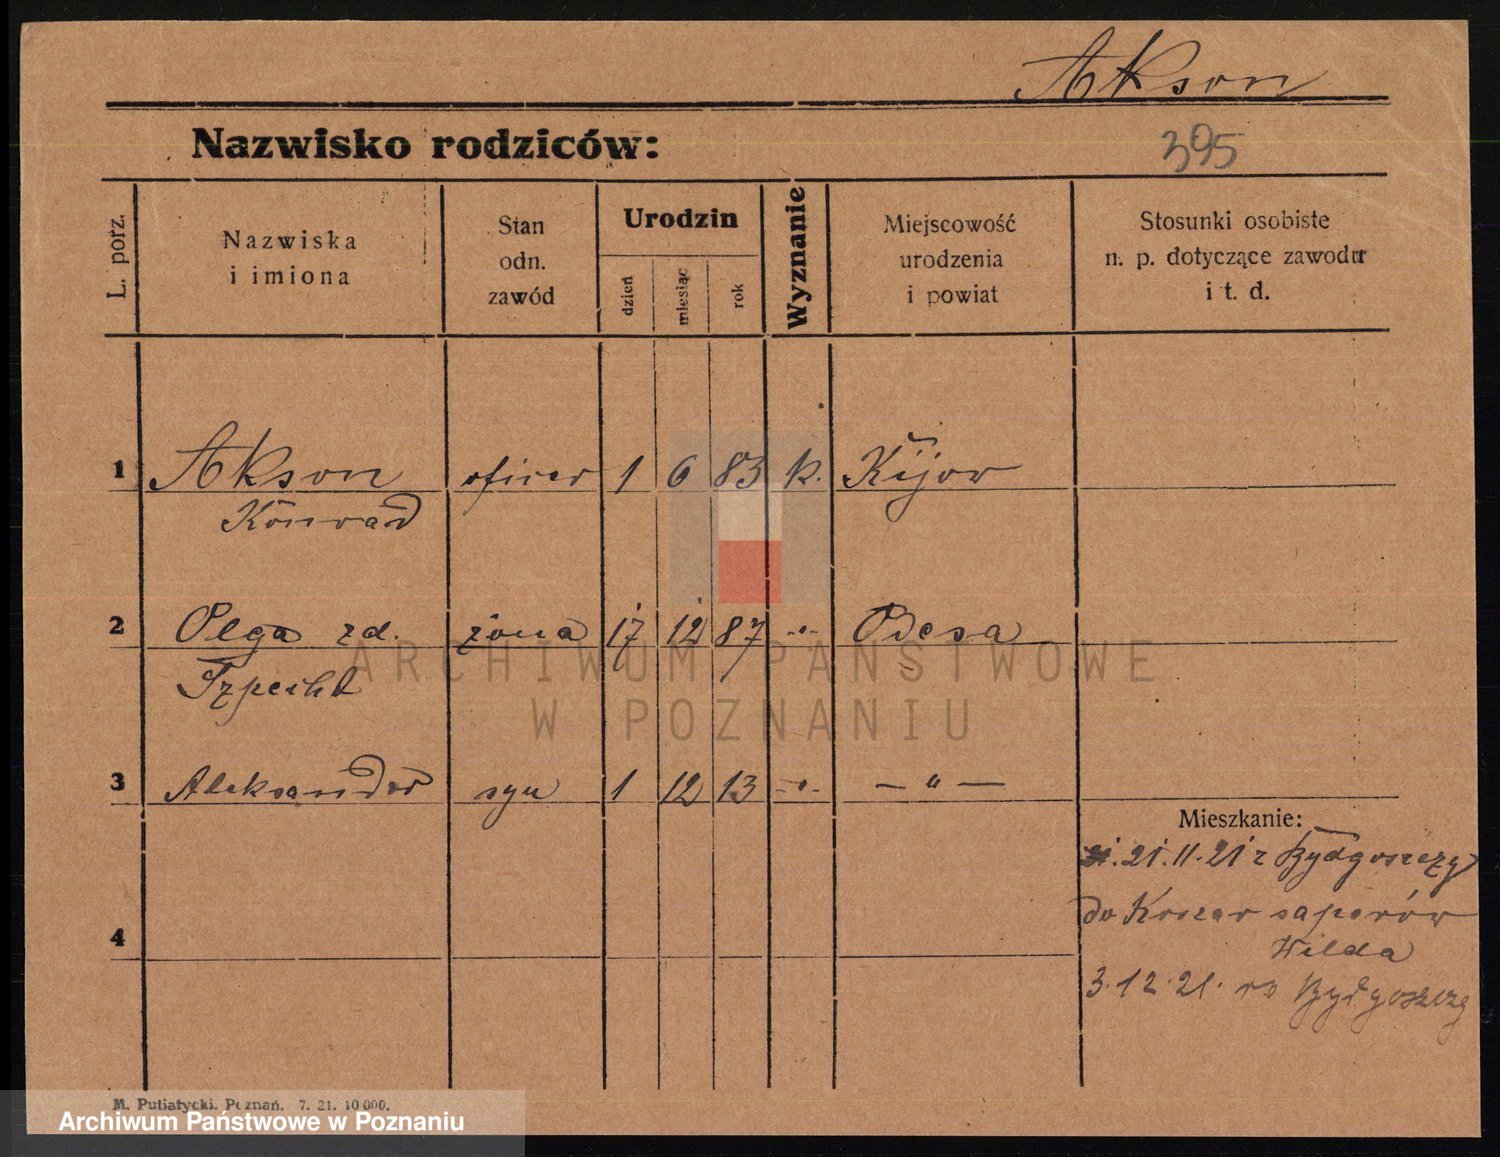 Akson
Nazwisko rodziców:
395
L. porz.
Nazwiska
i imiona
Stan
odn.
zawód
Urodzin
dzień
miesiąc
rok
Wyznanie
Miejscowość
urodzenia
i powiat
Stosunki osobiste
n. p. dotyczące zawodu
i t. d.
1 Akson oficer 1 6 83 k. Kijow
Konrad
2 Olga zd. żona 17 12 87 -"- Odesa
Szpecht
3 Aleksander syn 1 12 13 -"- — " —
Mieszkanie:
21.11.21 z Bydgoszczy
do Koszar saperów
4
Wilda
3.12.21. do Bydgoszczy
ARCHIWUM PAŃSTWOWE
W POZNANIU
M. Putiatycki. Poznań. 7. 21. 10 000.
Archiwum Państwowe w Poznaniu